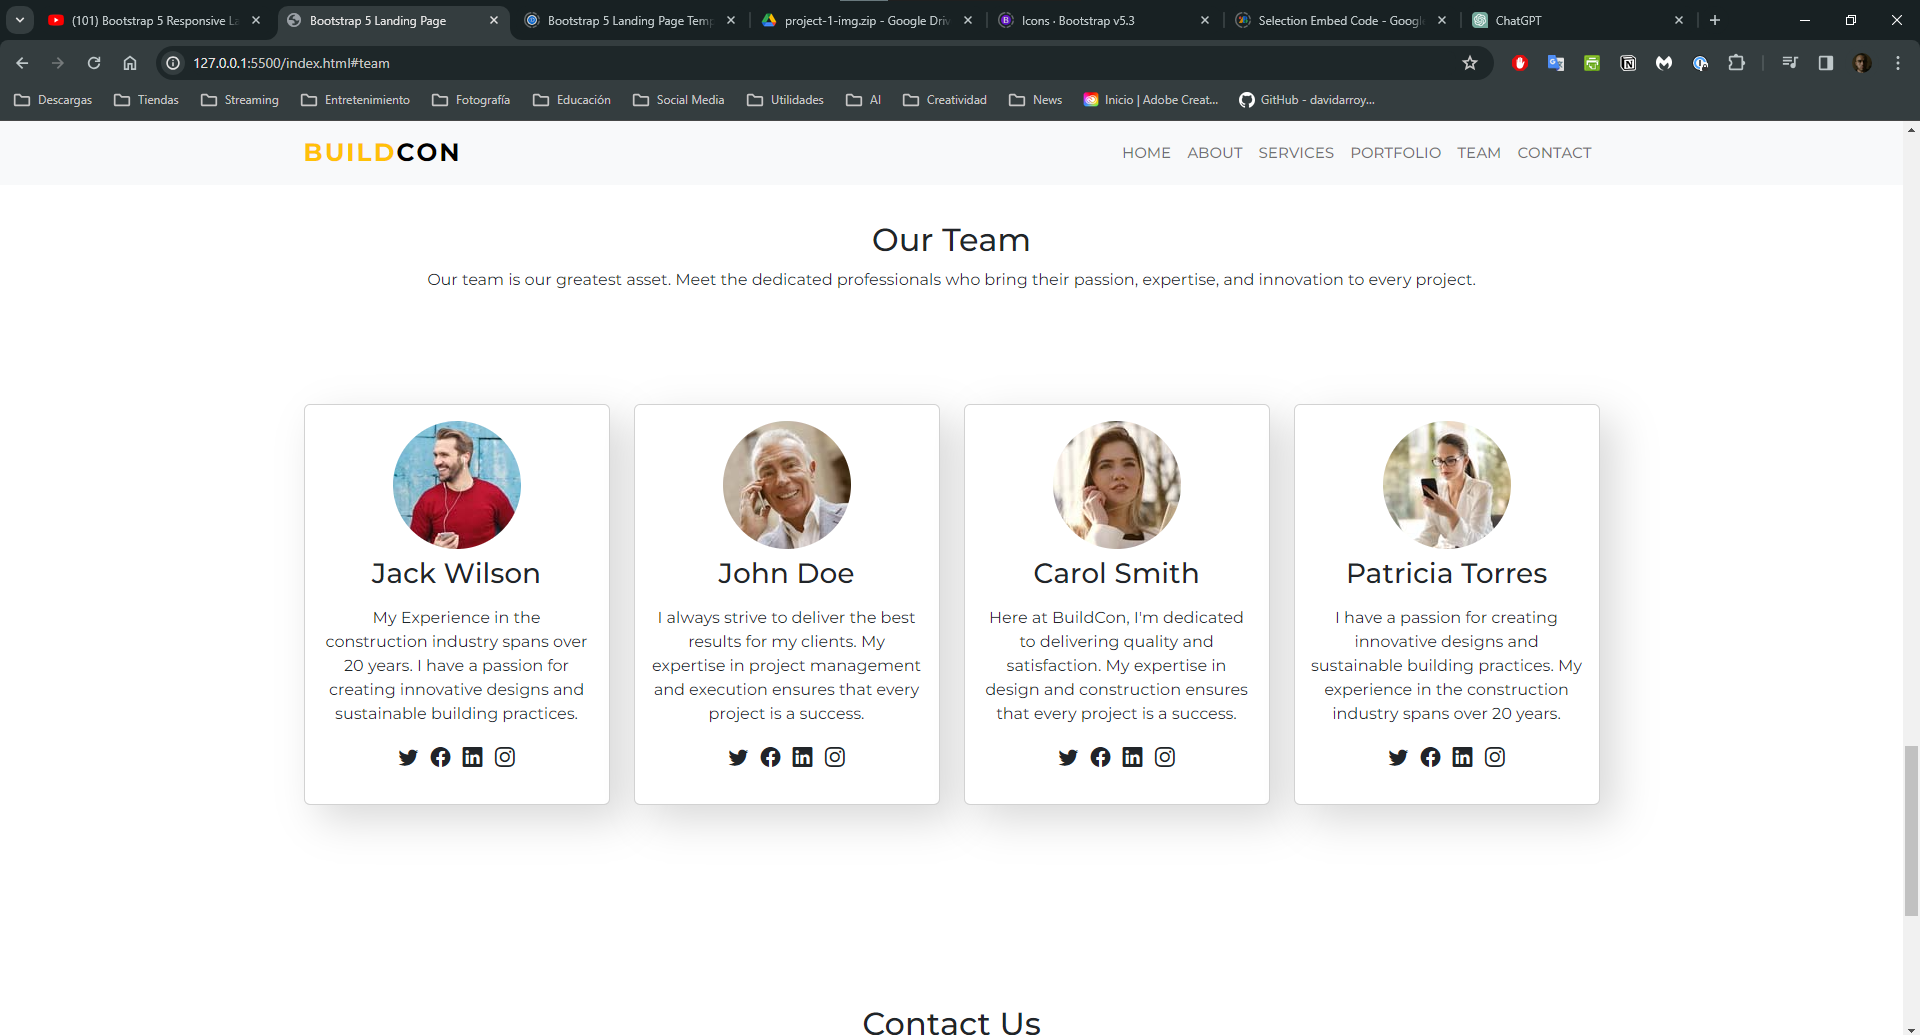 (101) Bootstrap 5 Responsive La
Bootstrap 5 Landing Page
Bootstrap 5 Landing Page Temp
project-1-img.zip - Google Driv
Icons · Bootstrap v5.3
Selection Embed Code - Google
ChatGPT
127.0.0.1:5500/index.html#team
Descargas
Tiendas
Streaming
Entretenimiento
Fotografía
Educación
Social Media
Utilidades
AI
Creatividad
News
Inicio | Adobe Creat...
GitHub - davidarroy...
BUILDCON
HOME ABOUT SERVICES PORTFOLIO TEAM CONTACT
Our Team
Our team is our greatest asset. Meet the dedicated professionals who bring their passion, expertise, and innovation to every project.
Jack Wilson
My Experience in the
construction industry spans over
20 years. I have a passion for
creating innovative designs and
sustainable building practices.
John Doe
I always strive to deliver the best
results for my clients. My
expertise in project management
and execution ensures that every
project is a success.
Carol Smith
Here at BuildCon, I'm dedicated
to delivering quality and
satisfaction. My expertise in
design and construction ensures
that every project is a success.
Patricia Torres
I have a passion for creating
innovative designs and
sustainable building practices. My
experience in the construction
industry spans over 20 years.
Contact Us